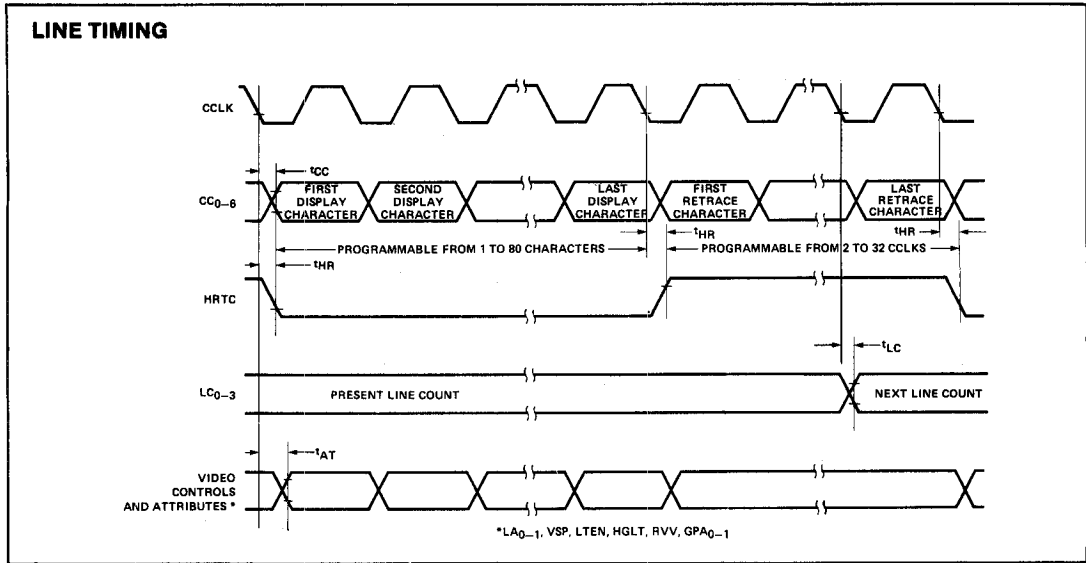 LINE TIMING
CCLK
tCC
CC0–6
FIRST DISPLAY CHARACTER
SECOND DISPLAY CHARACTER
LAST DISPLAY CHARACTER
FIRST RETRACE CHARACTER
LAST RETRACE CHARACTER
tHR
tHR
PROGRAMMABLE FROM 1 TO 80 CHARACTERS
PROGRAMMABLE FROM 2 TO 32 CCLKS
tHR
HRTC
tLC
LC0–3
PRESENT LINE COUNT
NEXT LINE COUNT
tAT
VIDEO
CONTROLS
AND ATTRIBUTES *
*LA0–1, VSP, LTEN, HGLT, RVV, GPA0–1